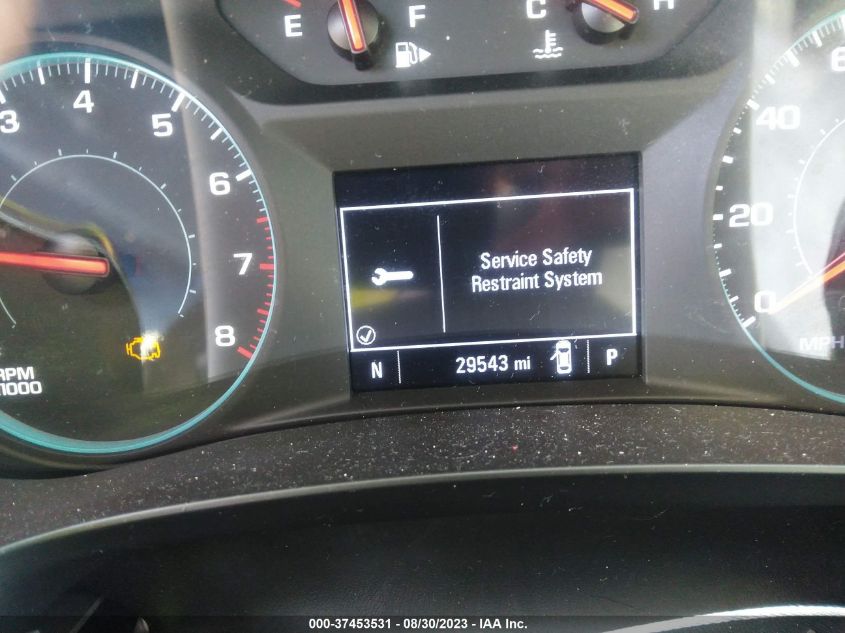 E F C H
3 4 5 6 7 8
RPM
1000
Service Safety
Restraint System
N 29543 mi P
0 20 40 6
MPH
000-37453531 - 08/30/2023 - IAA Inc.